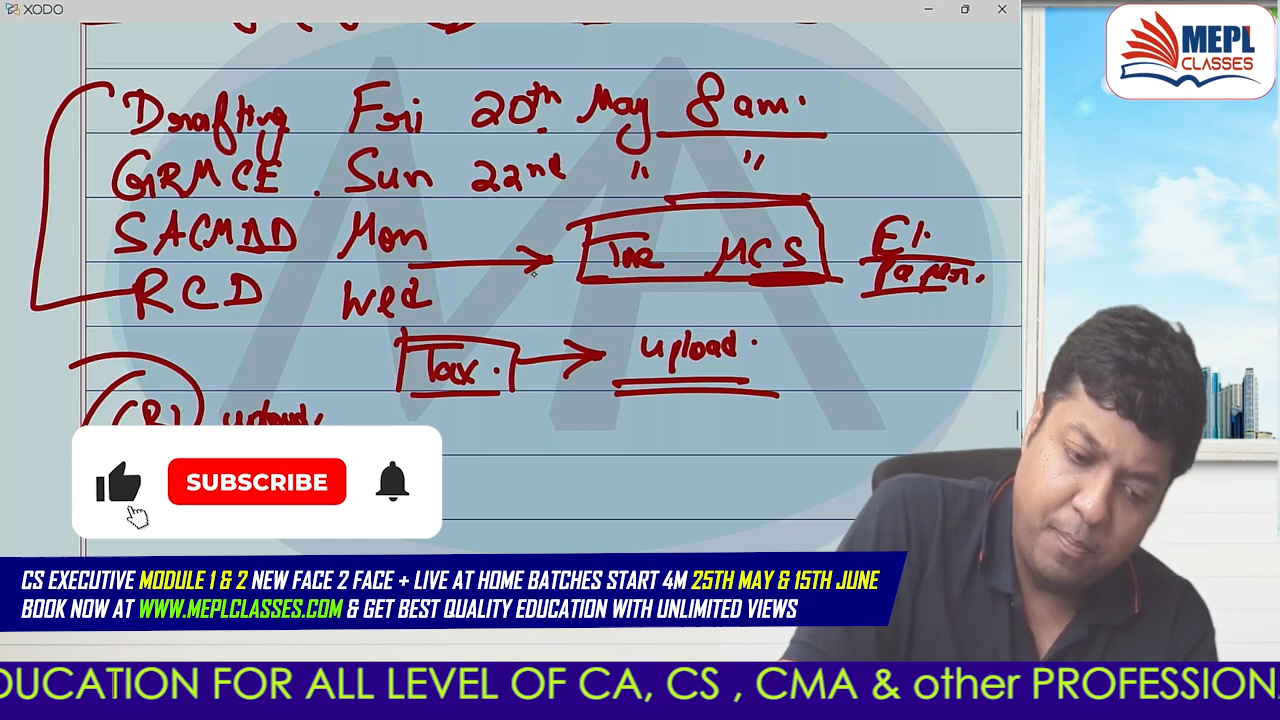 XODO
MEPL
CLASSES
Drafting Fri 20th May 8 am.
GRMCE . Sun 22nd " "
SACMDD Mon
RCD Wed
MCS
Paper.
Tax. → upload.
upload.
SUBSCRIBE
CS EXECUTIVE MODULE 1 & 2 NEW FACE 2 FACE + LIVE AT HOME BATCHES START 4M 25TH MAY & 15TH JUNE
BOOK NOW AT WWW.MEPLCLASSES.COM & GET BEST QUALITY EDUCATION WITH UNLIMITED VIEWS
DUCATION FOR ALL LEVEL OF CA, CS , CMA & other PROFESSION